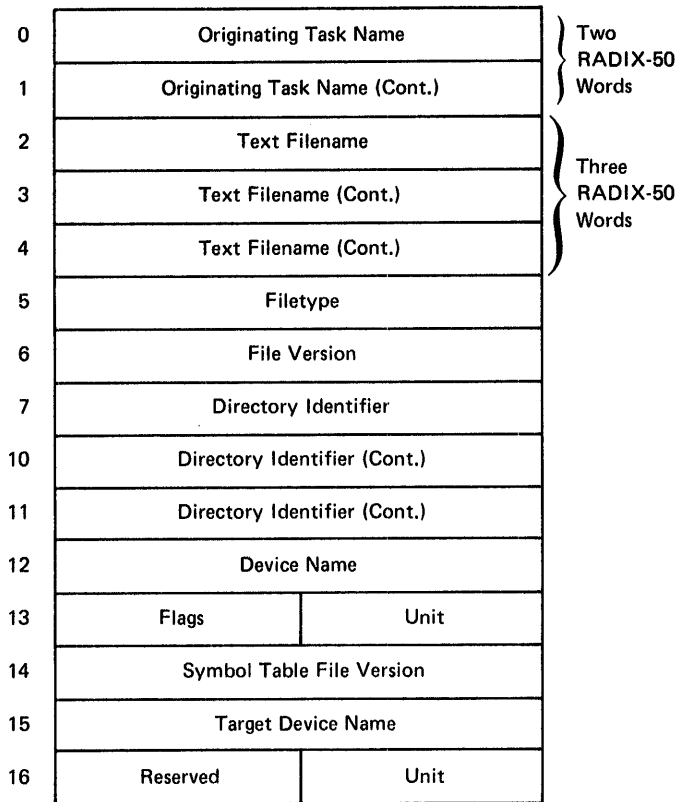 0 Originating Task Name
1 Originating Task Name (Cont.)
Two
RADIX-50
Words
2 Text Filename
3 Text Filename (Cont.)
4 Text Filename (Cont.)
Three
RADIX-50
Words
5 Filetype
6 File Version
7 Directory Identifier
10 Directory Identifier (Cont.)
11 Directory Identifier (Cont.)
12 Device Name
13 Flags Unit
14 Symbol Table File Version
15 Target Device Name
16 Reserved Unit